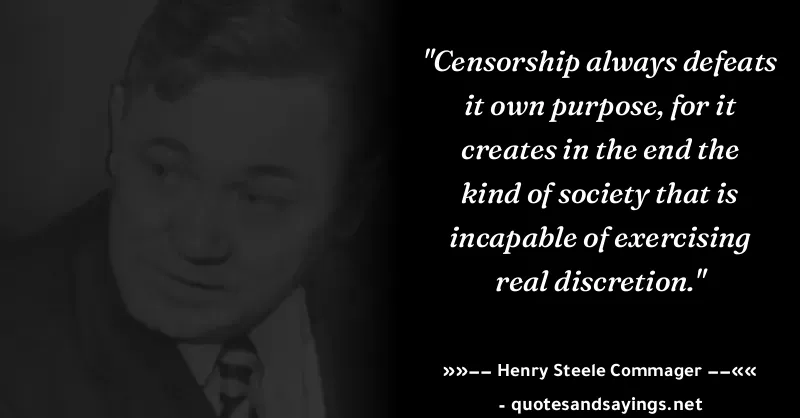 "Censorship always defeats
it own purpose, for it
creates in the end the
kind of society that is
incapable of exercising
real discretion."
»»−− Henry Steele Commager −−««
- quotesandsayings.net